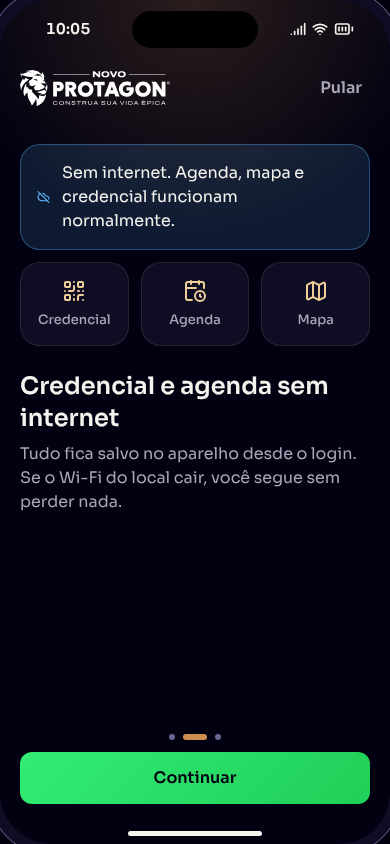 10:05
NOVO
PROTAGON®
CONSTRUA SUA VIDA ÉPICA
Pular
Sem internet. Agenda, mapa e
credencial funcionam
normalmente.
Credencial
Agenda
Mapa
Credencial e agenda sem
internet
Tudo fica salvo no aparelho desde o login.
Se o Wi-Fi do local cair, você segue sem
perder nada.
Continuar